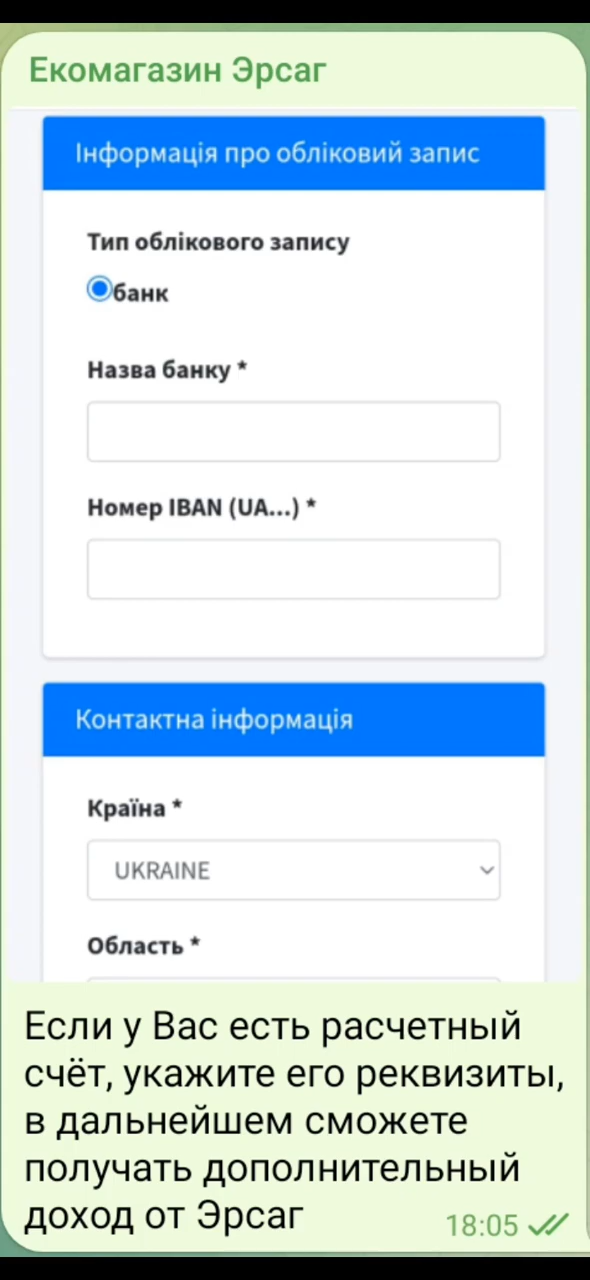 Екомагазин Эрсаг
Інформація про обліковий запис
Тип облікового запису
банк
Назва банку *
Номер IBAN (UA...) *
Контактна інформація
Країна *
UKRAINE
Область *
Если у Вас есть расчетный
счёт, укажите его реквизиты,
в дальнейшем сможете
получать дополнительный
доход от Эрсаг
18:05